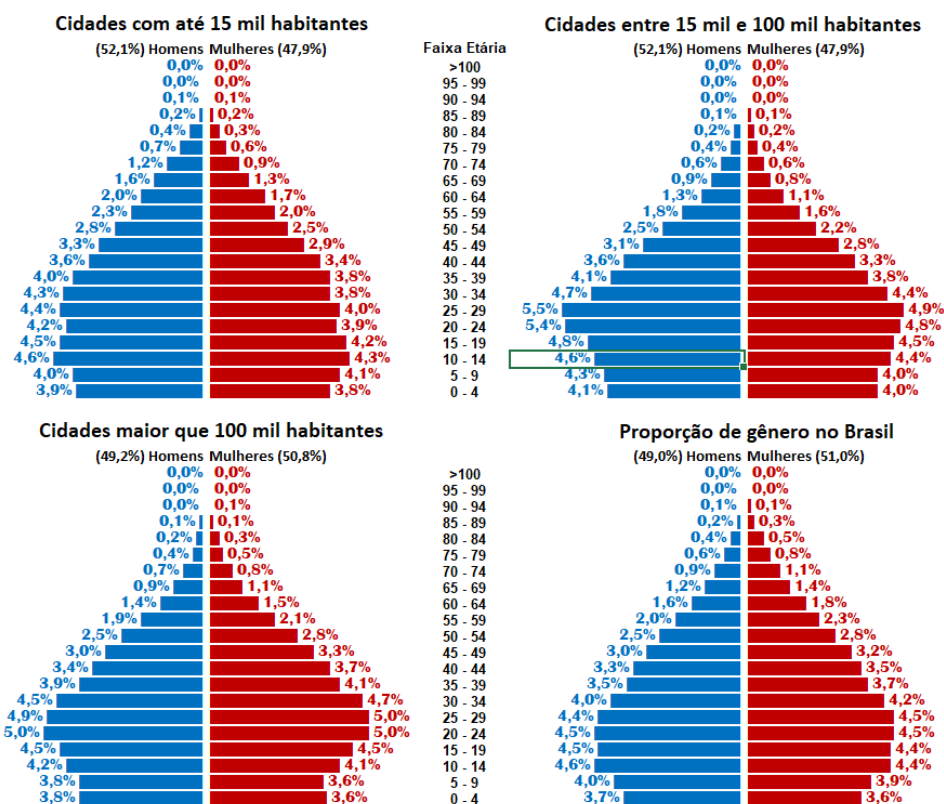 Cidades com até 15 mil habitantes
(52,1%) Homens Mulheres (47,9%)
0,0% 0,0%
0,0% 0,0%
0,1% 0,1%
0,2% 0,2%
0,4% 0,3%
0,7% 0,6%
1,2% 0,9%
1,6% 1,3%
2,0% 1,7%
2,3% 2,0%
2,8% 2,5%
3,3% 2,9%
3,6% 3,4%
4,0% 3,8%
4,3% 3,8%
4,4% 4,0%
4,2% 3,9%
4,5% 4,2%
4,6% 4,3%
4,0% 4,1%
3,9% 3,8%
Faixa Etária
>100
95 - 99
90 - 94
85 - 89
80 - 84
75 - 79
70 - 74
65 - 69
60 - 64
55 - 59
50 - 54
45 - 49
40 - 44
35 - 39
30 - 34
25 - 29
20 - 24
15 - 19
10 - 14
5 - 9
0 - 4
Cidades entre 15 mil e 100 mil habitantes
(52,1%) Homens Mulheres (47,9%)
0,0% 0,0%
0,0% 0,0%
0,0% 0,0%
0,1% 0,1%
0,2% 0,2%
0,4% 0,4%
0,6% 0,6%
0,9% 0,8%
1,3% 1,1%
1,8% 1,6%
2,5% 2,2%
3,1% 2,8%
3,6% 3,3%
4,1% 3,8%
4,7% 4,4%
5,5% 4,9%
5,4% 4,8%
4,8% 4,5%
4,6% 4,4%
4,3% 4,0%
4,1% 4,0%
Cidades maior que 100 mil habitantes
(49,2%) Homens Mulheres (50,8%)
0,0% 0,0%
0,0% 0,0%
0,0% 0,1%
0,1% 0,1%
0,2% 0,3%
0,4% 0,5%
0,7% 0,8%
0,9% 1,1%
1,4% 1,5%
1,9% 2,1%
2,5% 2,8%
3,0% 3,3%
3,4% 3,7%
3,9% 4,1%
4,5% 4,7%
4,9% 5,0%
5,0% 5,0%
4,5% 4,5%
4,2% 4,1%
3,8% 3,6%
3,8% 3,6%
>100
95 - 99
90 - 94
85 - 89
80 - 84
75 - 79
70 - 74
65 - 69
60 - 64
55 - 59
50 - 54
45 - 49
40 - 44
35 - 39
30 - 34
25 - 29
20 - 24
15 - 19
10 - 14
5 - 9
0 - 4
Proporção de gênero no Brasil
(49,0%) Homens Mulheres (51,0%)
0,0% 0,0%
0,0% 0,0%
0,1% 0,1%
0,2% 0,3%
0,4% 0,5%
0,6% 0,8%
0,9% 1,1%
1,2% 1,4%
1,6% 1,8%
2,0% 2,3%
2,5% 2,8%
3,0% 3,2%
3,3% 3,5%
3,5% 3,7%
4,0% 4,2%
4,4% 4,5%
4,5% 4,5%
4,5% 4,4%
4,6% 4,4%
4,0% 3,9%
3,7% 3,6%